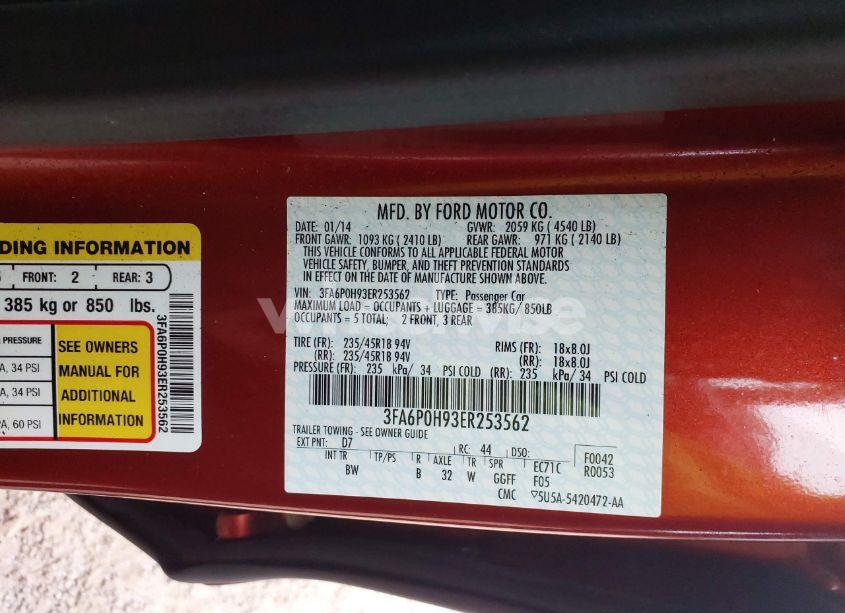 DING INFORMATION
FRONT: 2 REAR: 3
385 kg or 850 lbs.
PRESSURE
A, 34 PSI
A, 34 PSI
PA, 60 PSI
SEE OWNERS
MANUAL FOR
ADDITIONAL
INFORMATION
3FA6P0H93ER253562
MFD. BY FORD MOTOR CO.
DATE: 01/14 GVWR: 2059 KG ( 4540 LB)
FRONT GAWR: 1093 KG ( 2410 LB) REAR GAWR: 971 KG ( 2140 LB)
THIS VEHICLE CONFORMS TO ALL APPLICABLE FEDERAL MOTOR
VEHICLE SAFETY, BUMPER, AND THEFT PREVENTION STANDARDS
IN EFFECT ON THE DATE OF MANUFACTURE SHOWN ABOVE.
VIN: 3FA6P0H93ER253562 TYPE: Passenger Car
MAXIMUM LOAD = OCCUPANTS + LUGGAGE = 385KG/ 850LB
OCCUPANTS = 5 TOTAL; 2 FRONT, 3 REAR
TIRE (FR): 235/45R18 94V RIMS (FR): 18x8.0J
(RR): 235/45R18 94V (RR): 18x8.0J
PRESSURE (FR): 235 kPa/ 34 PSI COLD (RR): 235 kPa/ 34 PSI COLD
3FA6P0H93ER253562
TRAILER TOWING - SEE OWNER GUIDE
EXT PNT: D7 RC: 44 DSO: F0042
R0053
INT TR TP/PS R AXLE TR SPR EC71C
BW B 32 W GGFF F05
CMC ▽5U5A-5420472-AA